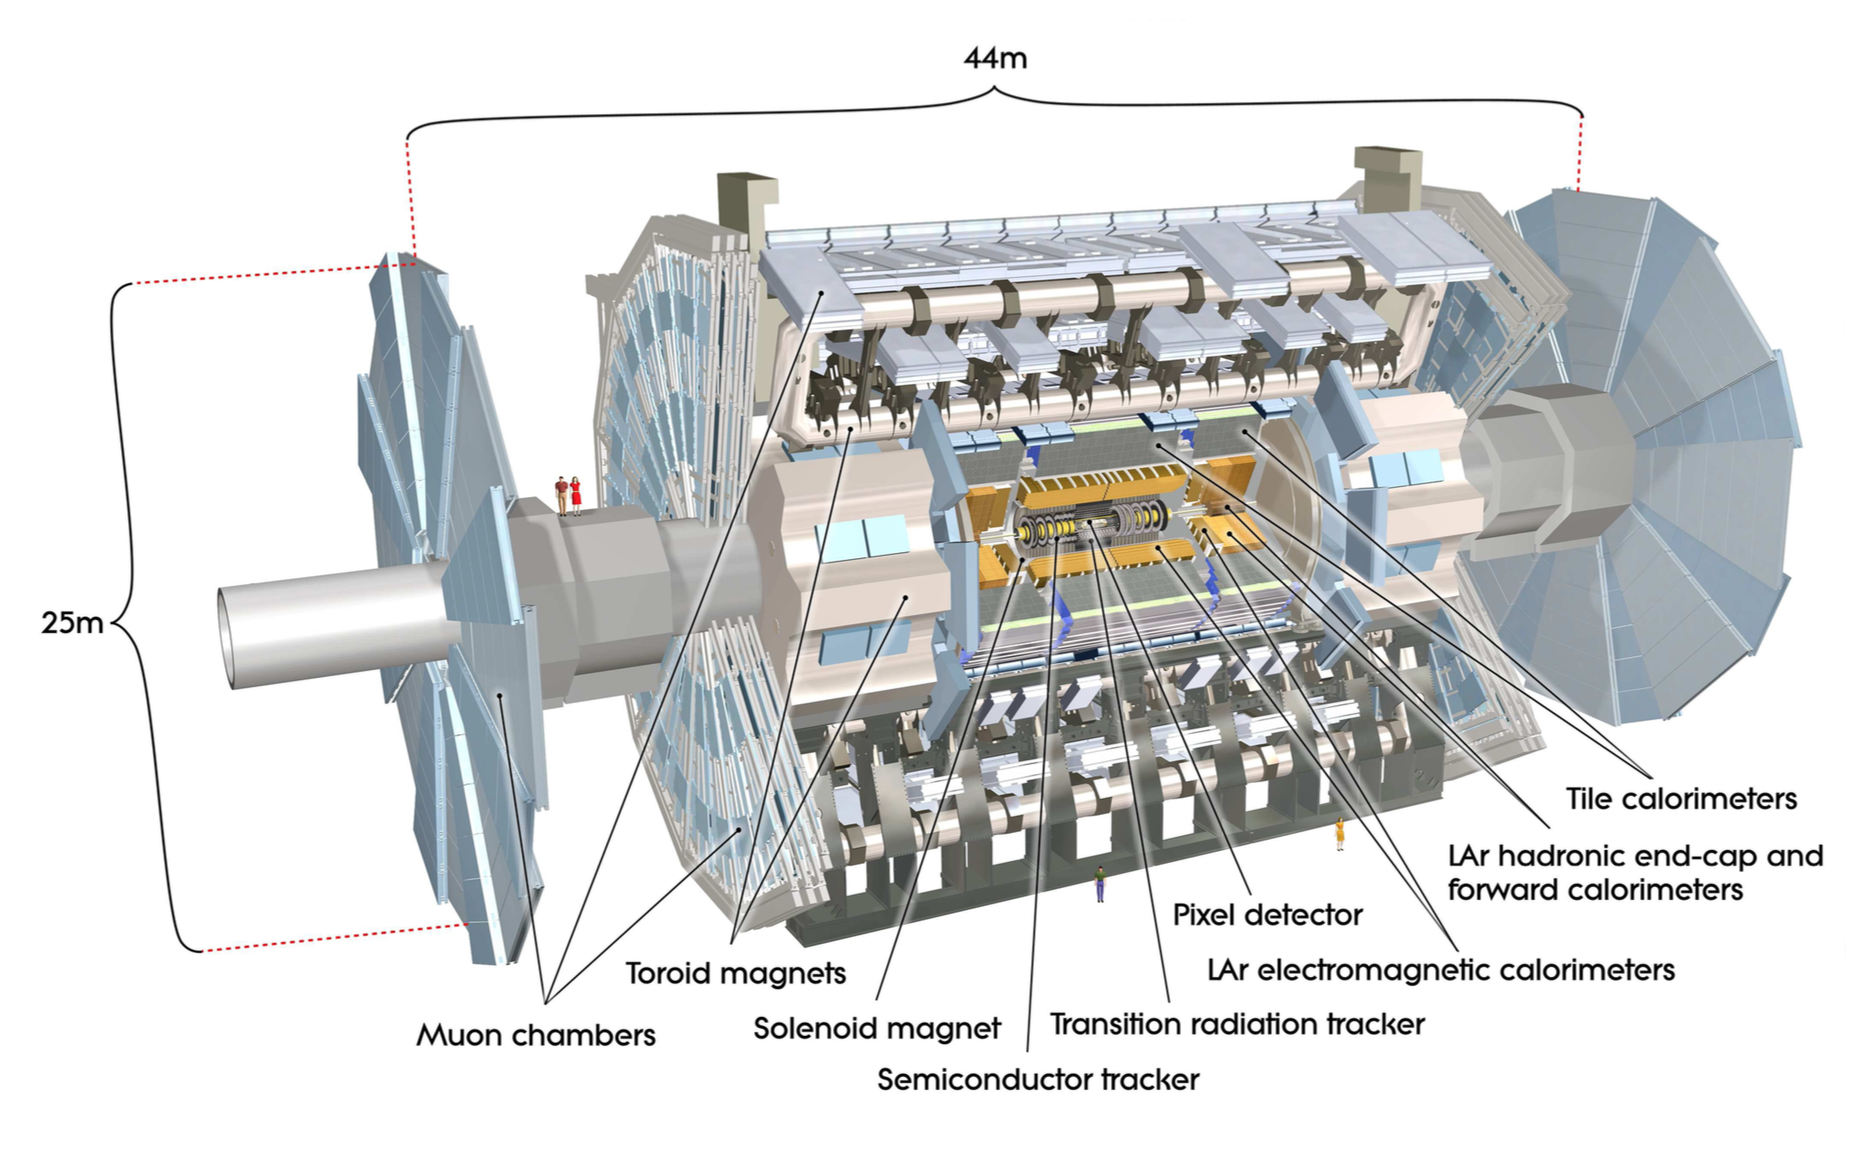 44m
25m
Tile calorimeters
LAr hadronic end-cap and
forward calorimeters
Pixel detector
LAr electromagnetic calorimeters
Toroid magnets
Solenoid magnet
Transition radiation tracker
Muon chambers
Semiconductor tracker